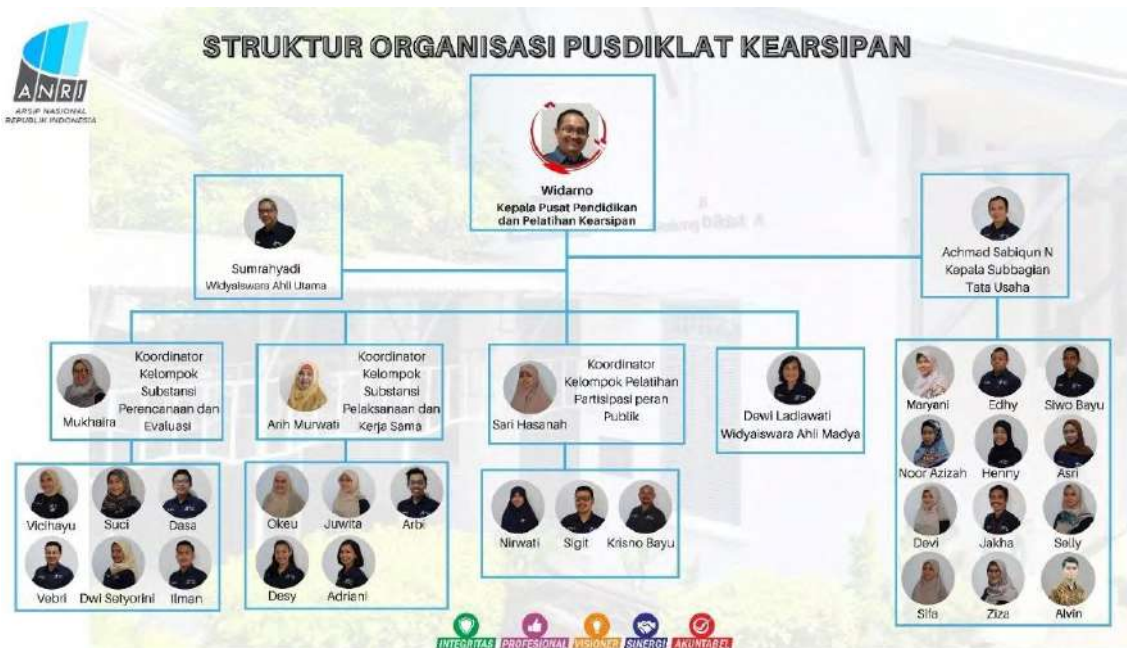 STRUKTUR ORGANISASI PUSDIKLAT KEARSIPAN
ANRI
ARSIP NASIONAL
REPUBLIK INDONESIA
Widarno
Kepala Pusat Pendidikan
dan Pelatihan Kearsipan
Sumrahyadi
Widyaiswara Ahli Utama
Achmad Sabiqun N
Kepala Subbagian
Tata Usaha
Mukhaira
Koordinator
Kelompok
Substansi
Perencanaan dan
Evaluasi
Arih Murwati
Koordinator
Kelompok
Substansi
Pelaksanaan dan
Kerja Sama
Sari Hasanah
Koordinator
Kelompok Pelatihan
Partisipasi peran
Publik
Dewi Ladiawati
Widyaiswara Ahli Madya
Vicihayu Suci Dasa
Vebri Dwi Setyorini Ilman
Okeu Juwita Arbi
Desy Adriani
Nirwati Sigit Krisno Bayu
Maryani Edhy Siwo Bayu
Noor Azizah Henny Asri
Devi Jakha Selly
Sifa Ziza Alvin
INTEGRITAS PROFESIONAL VISIONER SINERGI AKUNTABEL